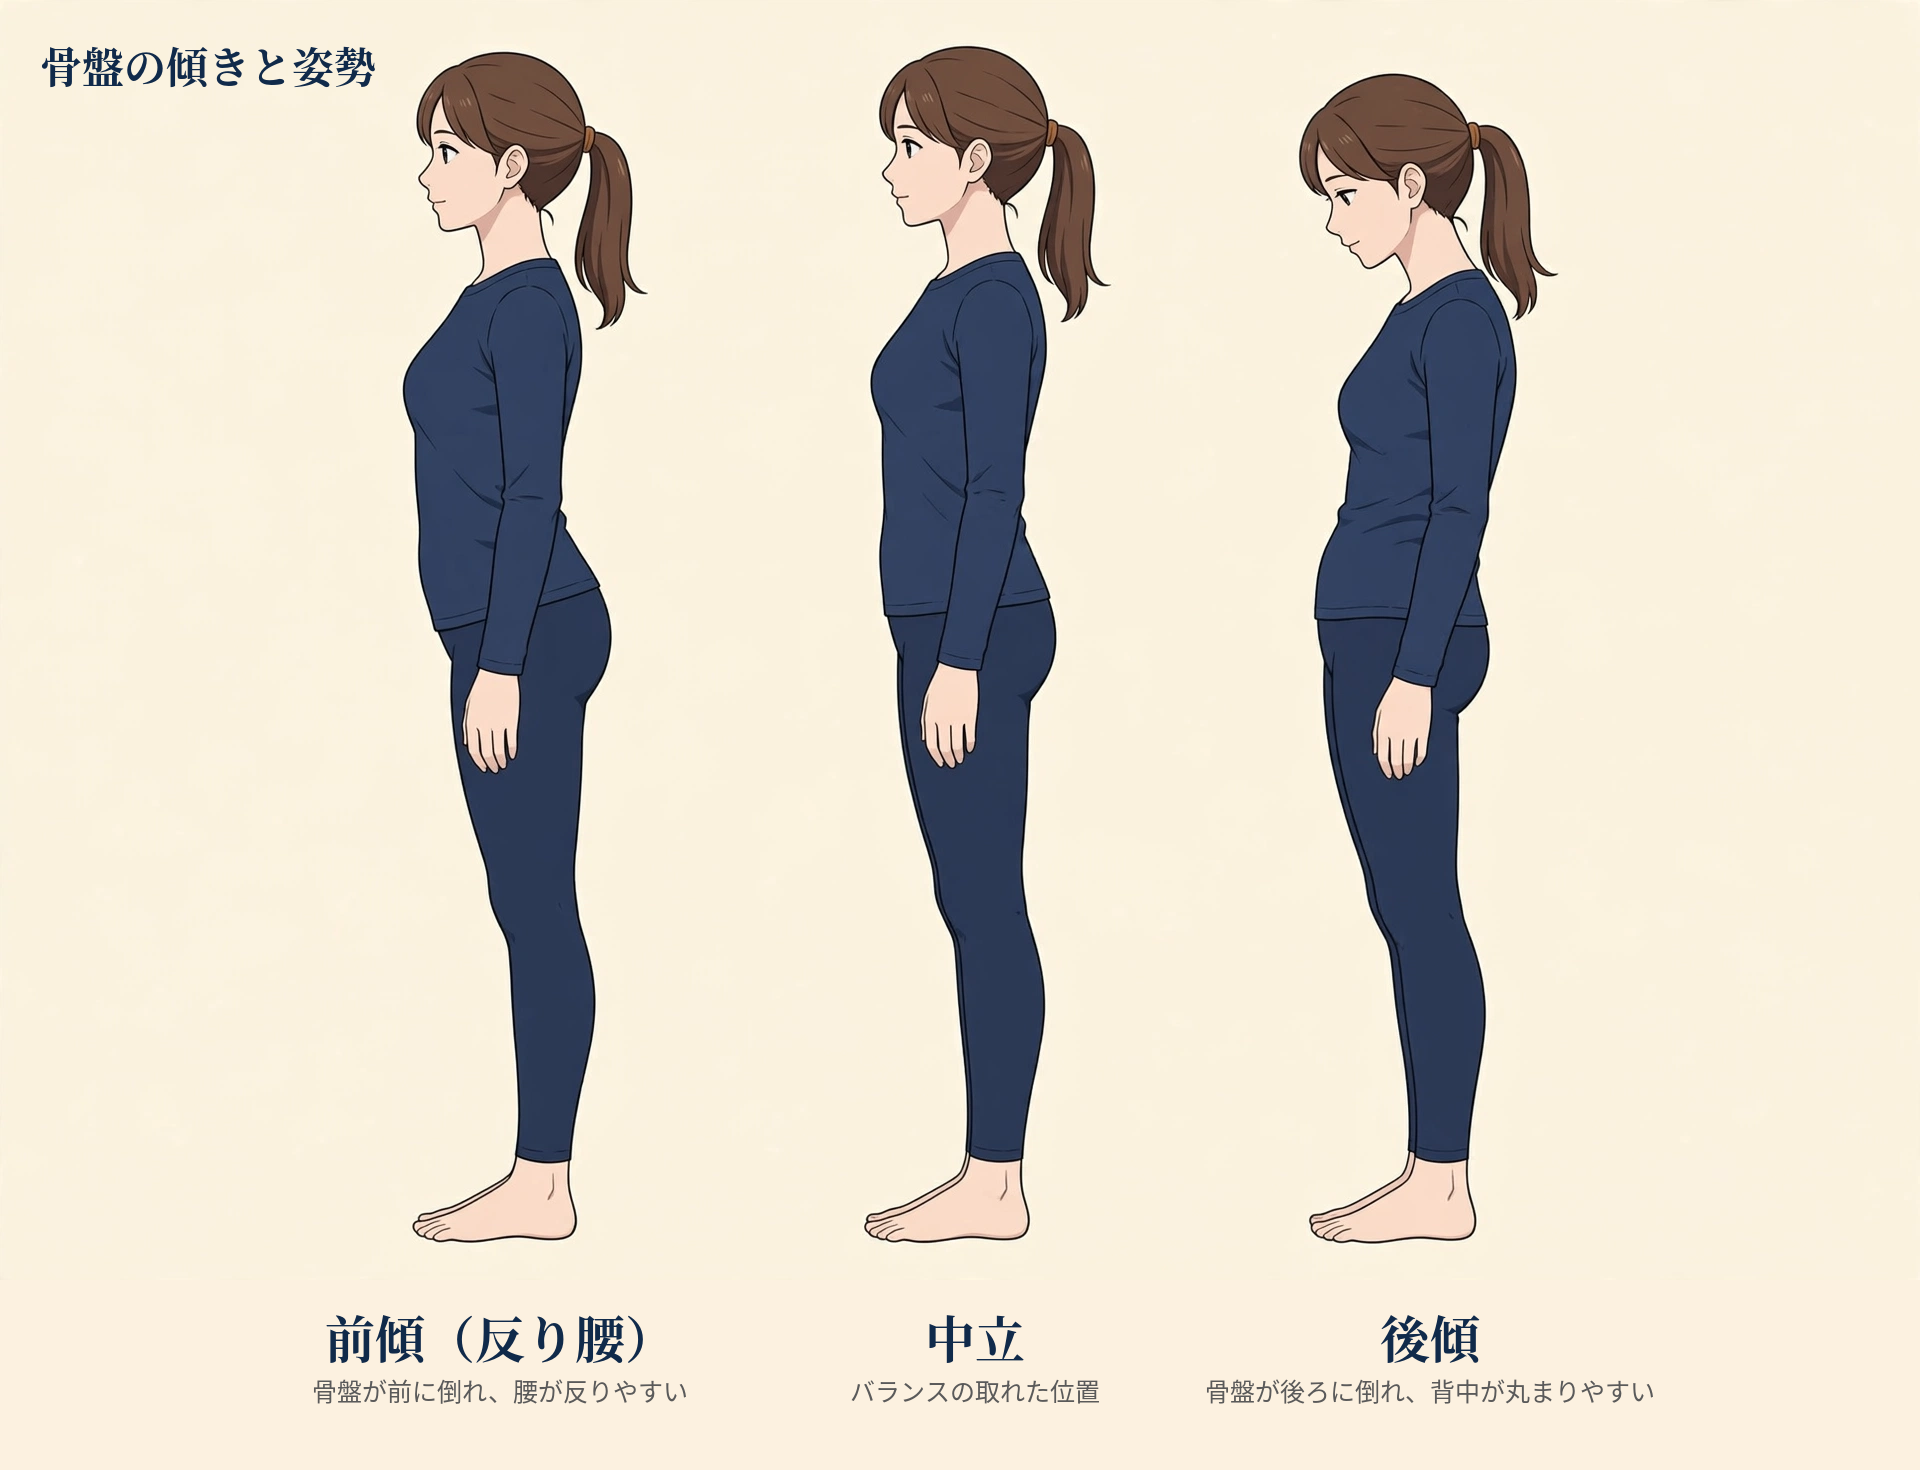 骨盤の傾きと姿勢
前傾（反り腰）
骨盤が前に倒れ、腰が反りやすい
中立
バランスの取れた位置
後傾
骨盤が後ろに倒れ、背中が丸まりやすい